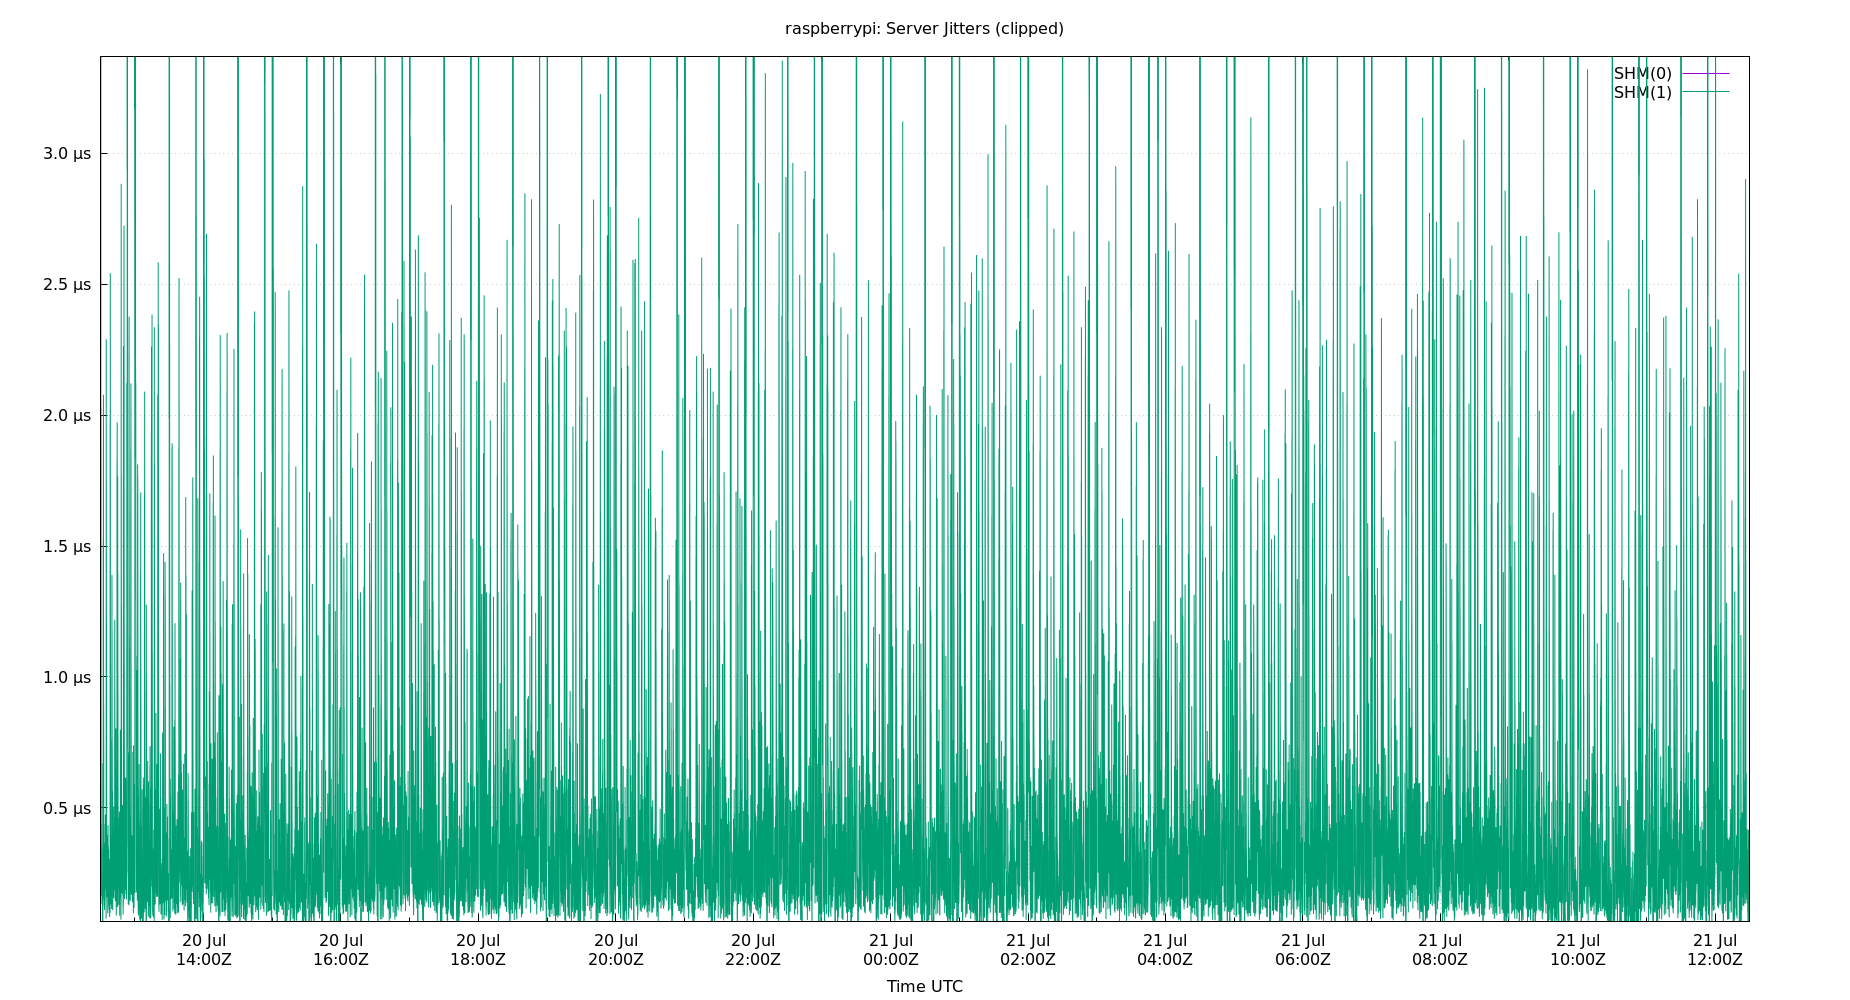 raspberrypi: Server Jitters (clipped)
SHM(0)
SHM(1)
3.0 µs
2.5 µs
2.0 µs
1.5 µs
1.0 µs
0.5 µs
20 Jul 20 Jul 20 Jul 20 Jul 20 Jul 21 Jul 21 Jul 21 Jul 21 Jul 21 Jul 21 Jul 21 Jul
14:00Z 16:00Z 18:00Z 20:00Z 22:00Z 00:00Z 02:00Z 04:00Z 06:00Z 08:00Z 10:00Z 12:00Z
Time UTC